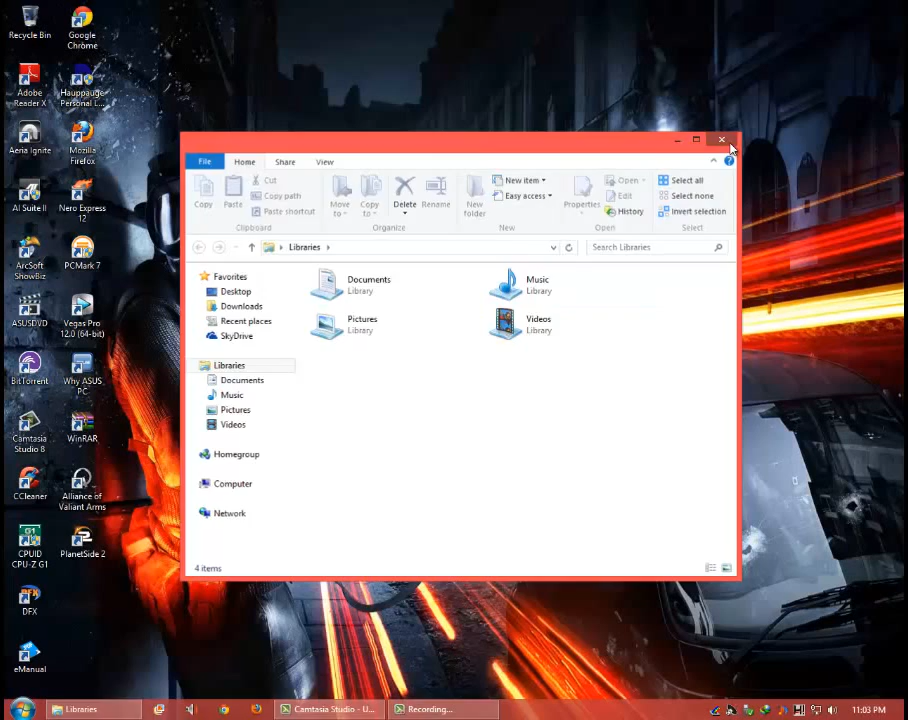 Recycle Bin
Google
Chrome
Adobe
Reader X
Hauppauge
Personal L...
Aeria Ignite
Mozilla
Firefox
AI Suite II
Nero Express
12
ArcSoft
ShowBiz
PCMark 7
ASUSDVD
Vegas Pro
12.0 (64-bit)
BitTorrent
Why ASUS
PC
Camtasia
Studio 8
WinRAR
CCleaner
Alliance of
Valiant Arms
CPUID
CPU-Z G1
PlanetSide 2
DFX
eManual
File
Home
Share
View
Copy
Paste
Cut
Copy path
Paste shortcut
Clipboard
Move
to
Copy
to
Delete
Rename
Organize
New
folder
New item
Easy access
New
Properties
Open
Edit
History
Open
Select all
Select none
Invert selection
Select
Libraries
Search Libraries
Favorites
Desktop
Downloads
Recent places
SkyDrive
Libraries
Documents
Music
Pictures
Videos
Homegroup
Computer
Network
Documents
Library
Music
Library
Pictures
Library
Videos
Library
4 items
Libraries
Camtasia Studio - U...
Recording...
11:03 PM